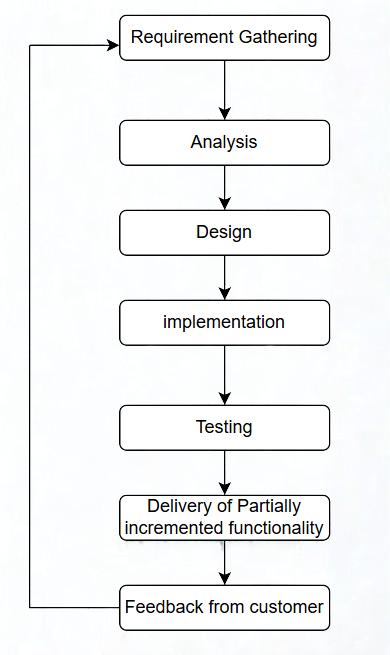 Requirement Gathering
Analysis
Design
implementation
Testing
Delivery of Partially
incremented functionality
Feedback from customer